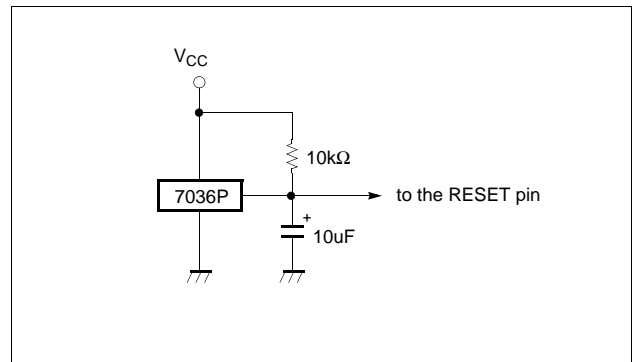 VCC
10kΩ
7036P
to the RESET pin
+
10uF